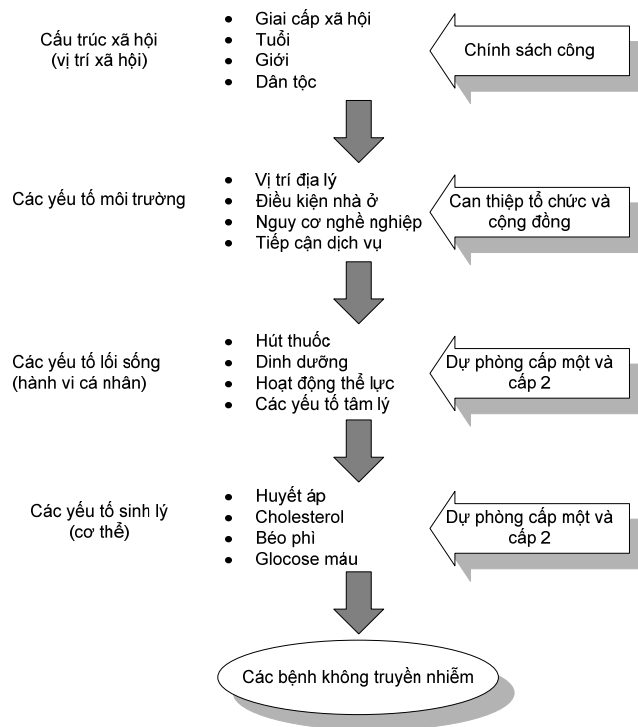 Cấu trúc xã hội
(vị trí xã hội)
• Giai cấp xã hội
• Tuổi
• Giới
• Dân tộc
Chính sách công
Các yếu tố môi trường
• Vị trí địa lý
• Điều kiện nhà ở
• Nguy cơ nghề nghiệp
• Tiếp cận dịch vụ
Can thiệp tổ chức và
cộng đồng
Các yếu tố lối sống
(hành vi cá nhân)
• Hút thuốc
• Dinh dưỡng
• Hoạt động thể lực
• Các yếu tố tâm lý
Dự phòng cấp một và
cấp 2
Các yếu tố sinh lý
(cơ thể)
• Huyết áp
• Cholesterol
• Béo phì
• Glocose máu
Dự phòng cấp một và
cấp 2
Các bệnh không truyền nhiễm